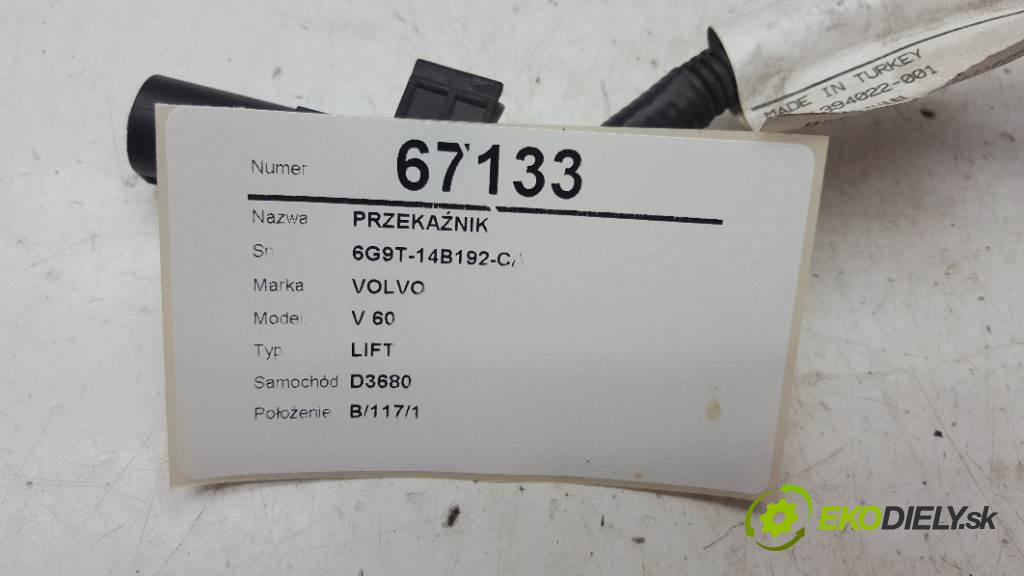 MADE IN TURKEY
394022-001
Numer 67133
Nazwa PRZEKAŹNIK
Sn 6G9T-14B192-CA
Marka VOLVO
Model V 60
Typ LIFT
Samochód D3680
Położenie B/117/1
EKODIELY.sk